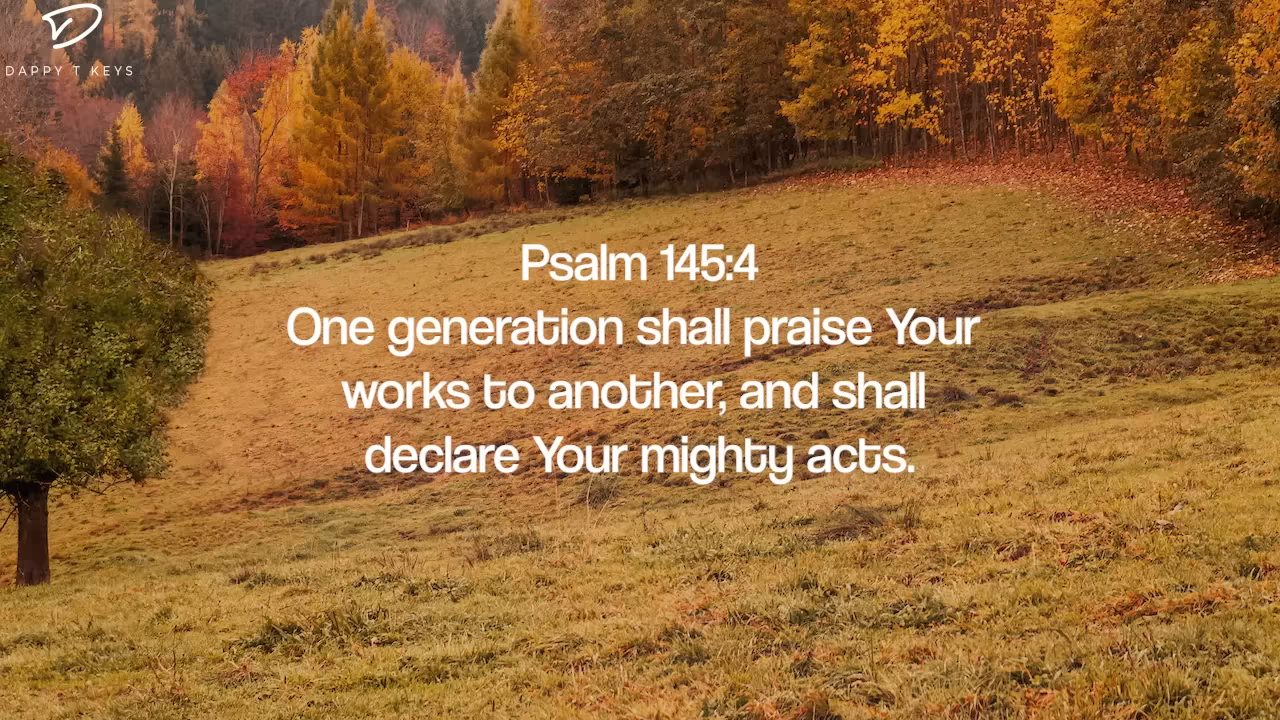 DAPPY T KEYS
Psalm 145:4
One generation shall praise Your
works to another, and shall
declare Your mighty acts.